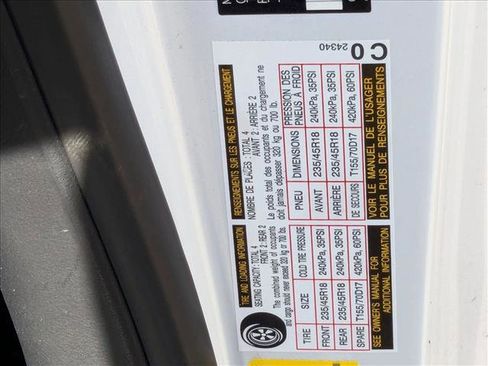 TIRE AND LOADING INFORMATION
SEATING CAPACITY : TOTAL 4
FRONT 2 : REAR 2
The combined weight of occupants
and cargo should never exceed 320 kg or 700 lbs.
TIRE SIZE COLD TIRE PRESSURE
FRONT 235/45R18 240kPa, 35PSI
REAR 235/45R18 240kPa, 35PSI
SPARE T155/70D17 420kPa, 60PSI
SEE OWNER'S MANUAL FOR
ADDITIONAL INFORMATION
RENSEIGNEMENTS SUR LES PNEUS ET LE CHARGEMENT
NOMBRE DE PLACES : TOTAL 4
AVANT 2 : ARRIÈRE 2
Le poids total des occupants et du chargement ne
doit jamais dépasser 320 kg ou 700 lb.
PNEU DIMENSIONS PRESSION DES
PNEUS À FROID
AVANT 235/45R18 240kPa, 35PSI
ARRIÈRE 235/45R18 240kPa, 35PSI
DE SECOURS T155/70D17 420kPa, 60PSI
VOIR LE MANUEL DE L'USAGER
POUR PLUS DE RENSEIGNEMENTS
C0
24340